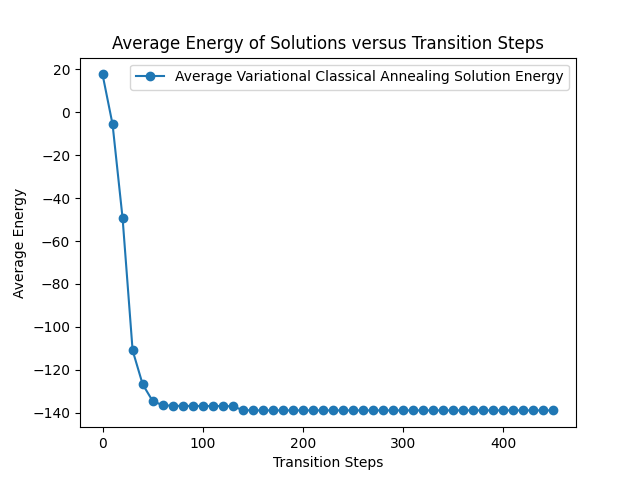 Average Energy of Solutions versus Transition Steps
Average Variational Classical Annealing Solution Energy
20
0
−20
−40
−60
−80
−100
−120
−140
Average Energy
0 100 200 300 400
Transition Steps